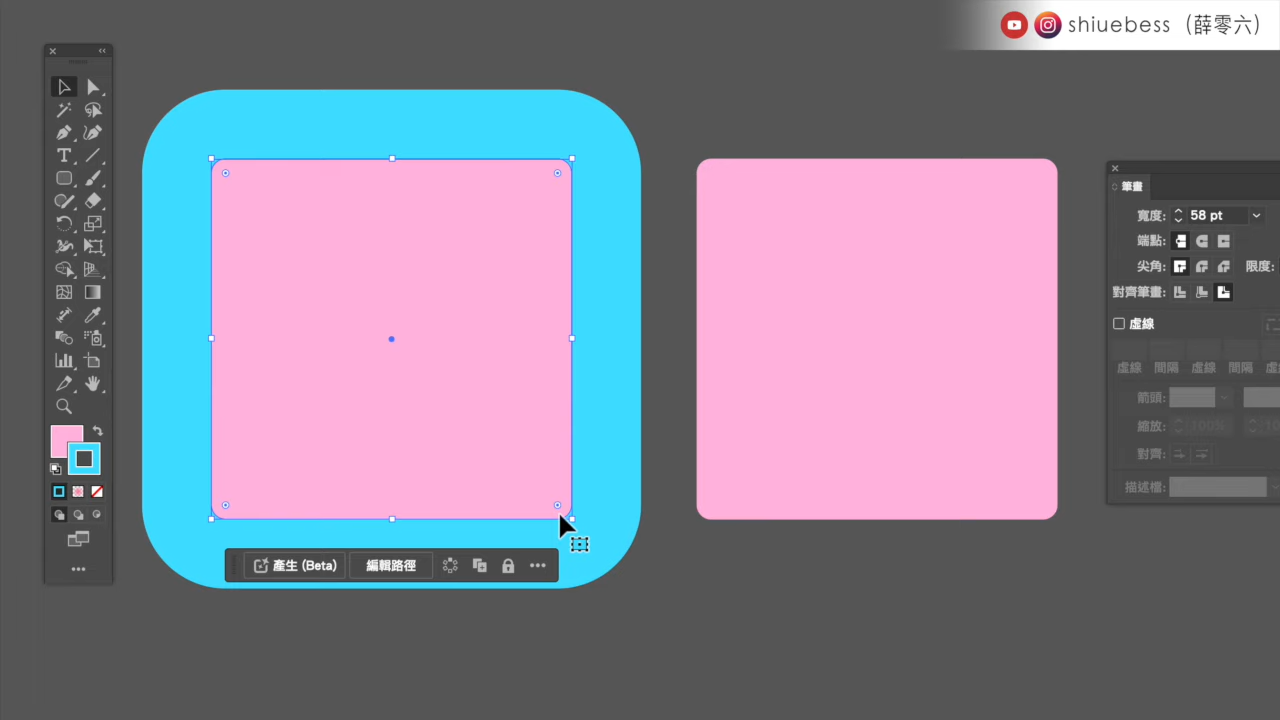 shiuebess (薛零六)
筆畫
寬度: 58 pt
端點:
尖角: 限度:
對齊筆畫:
虛線
虛線 間隔 虛線 間隔
箭頭:
縮放: 100%
對齊:
描述檔:
產生 (Beta) 編輯路徑